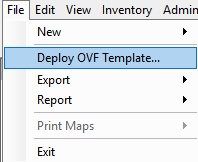 File Edit View Inventory Admin
New
Deploy OVF Template...
Export
Report
Print Maps
Exit